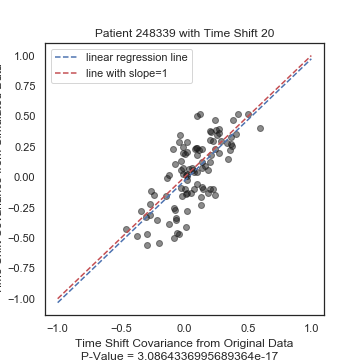 Patient 248339 with Time Shift 20
linear regression line
line with slope=1
1.00
0.75
0.50
0.25
0.00
−0.25
−0.50
−0.75
−1.00
−1.0
−0.5
0.0
0.5
1.0
Time Shift Covariance from Original Data
P-Value = 3.0864336995689364e-17